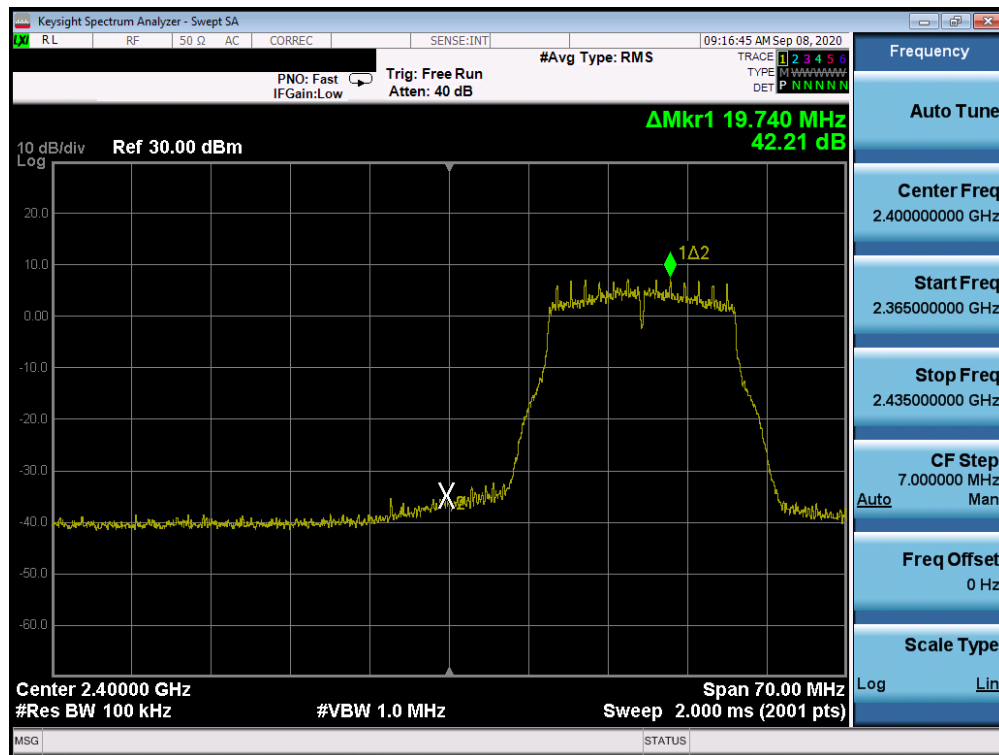 Keysight Spectrum Analyzer - Swept SA
LXI RL RF 50 Ω AC CORREC SENSE:INT 09:16:45 AM Sep 08, 2020
PNO: Fast
IFGain:Low
Trig: Free Run
Atten: 40 dB
#Avg Type: RMS
TRACE 1 2 3 4 5 6
TYPE M WWWWW
DET P N N N N N
ΔMkr1 19.740 MHz
42.21 dB
10 dB/div
Log
Ref 30.00 dBm
20.0
10.0
0.00
-10.0
-20.0
-30.0
-40.0
-50.0
-60.0
1Δ2
X2
Center 2.40000 GHz
Span 70.00 MHz
#Res BW 100 kHz
#VBW 1.0 MHz
Sweep 2.000 ms (2001 pts)
MSG
STATUS
Frequency
Auto Tune
Center Freq
2.400000000 GHz
Start Freq
2.365000000 GHz
Stop Freq
2.435000000 GHz
CF Step
7.000000 MHz
Auto Man
Freq Offset
0 Hz
Scale Type
Log Lin